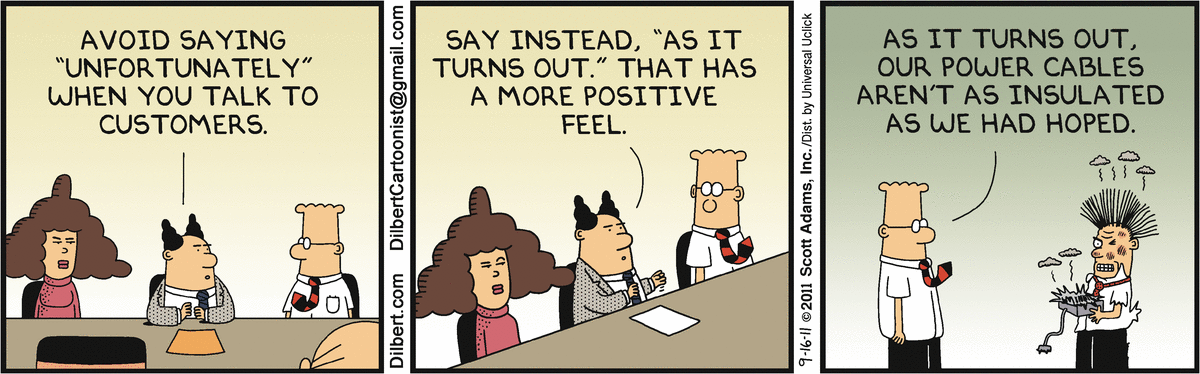 AVOID SAYING
"UNFORTUNATELY"
WHEN YOU TALK TO
CUSTOMERS.
Dilbert.com DilbertCartoonist@gmail.com
SAY INSTEAD, "AS IT
TURNS OUT." THAT HAS
A MORE POSITIVE
FEEL.
9-16-11 ©2011 Scott Adams, Inc./Dist. by Universal Uclick
AS IT TURNS OUT,
OUR POWER CABLES
AREN'T AS INSULATED
AS WE HAD HOPED.